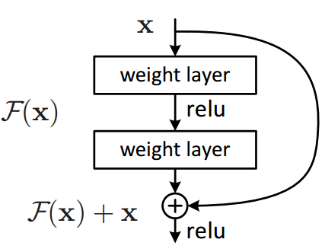 x
weight layer
relu
F(x)
weight layer
F(x) + x
relu